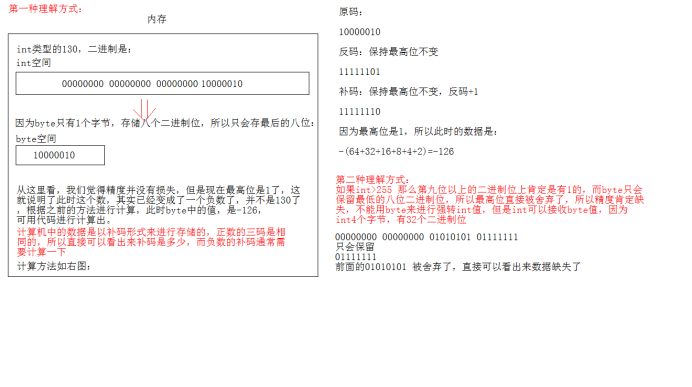 第一种理解方式：
内存
int类型的130，二进制是：
int空间
00000000 00000000 00000000 10000010
因为byte只有1个字节，存储八个二进制位，所以只会存最后的八位：
byte空间
10000010
从这里看，我们觉得精度并没有损失，但是现在最高位是1了，这
就说明了此时这个数，其实已经变成了一个负数了，并不是130了
，根据之前的方法进行计算，此时byte中的值，是-126，
可用代码进行计算出。
计算机中的数据是以补码形式来进行存储的，正数的三码是相
同的，所以直接可以看出来补码是多少，而负数的补码通常需
要计算一下
计算方法如右图：
原码：
10000010
反码：保持最高位不变
11111101
补码：保持最高位不变，反码+1
11111110
因为最高位是1，所以此时的数据是：
-(64+32+16+8+4+2)=-126
第二种理解方式：
如果int>255 那么第九位以上的二进制位上肯定是有1的，而byte只会
保留最低的八位二进制位，所以最高位直接被舍弃了，所以精度肯定缺
失，不能用byte来进行强转int值，但是int可以接收byte值，因为
int4个字节，有32个二进制位
00000000 00000000 01010101 01111111
只会保留
01111111
前面的01010101 被舍弃了，直接可以看出来数据缺失了